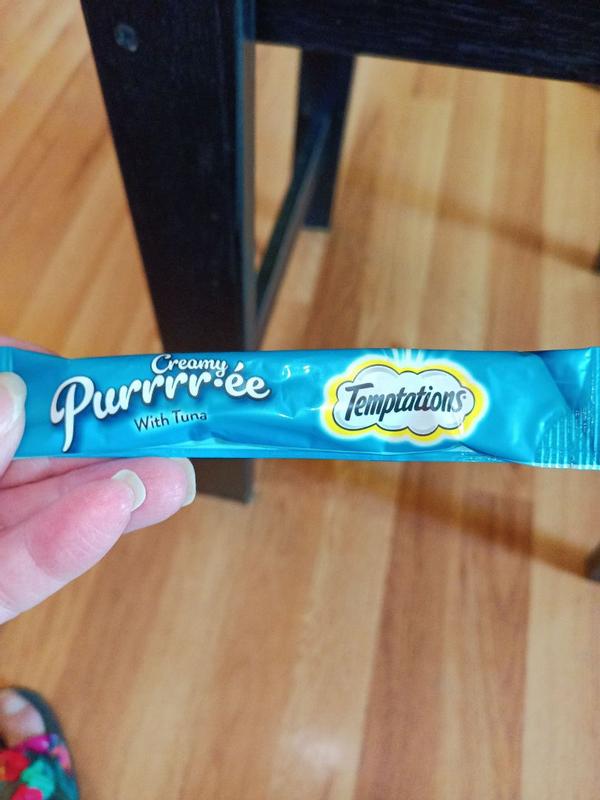 Creamy
Purrrr·ée
With Tuna
Temptations